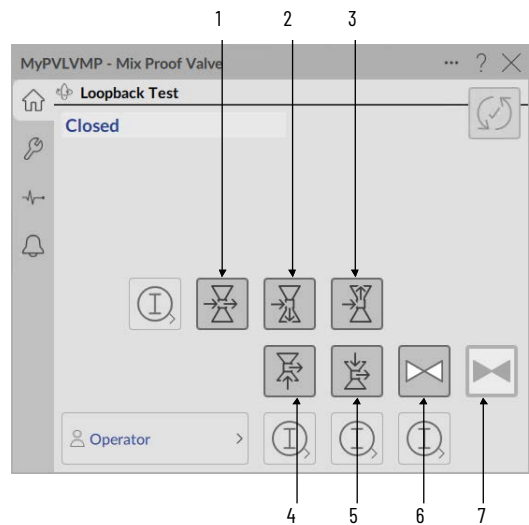 1 2 3
MyPVLVMP - Mix Proof Valve ... ?
Loopback Test
Closed
Operator
4 5 6 7